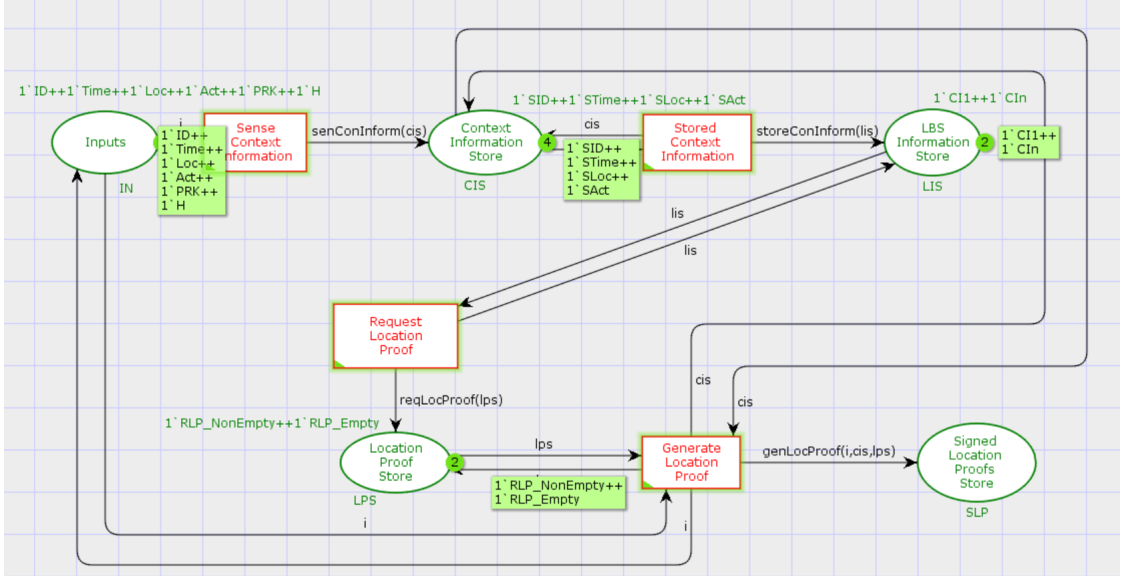 1`ID++1`Time++1`Loc++1`Act++1`PRK++1`H
Inputs
IN
i
1`ID++
1`Time++
1`Loc++
1`Act++
1`PRK++
1`H
Sense
Context
nformation
senConInform(cis)
Context
Information
Store
CIS
4
1`SID++1`STime++1`SLoc++1`SAct
cis
1`SID++
1`STime++
1`SLoc++
1`SAct
Stored
Context
Information
storeConInform(lis)
1`CI1++1`CIn
LBS
Information
Store
LIS
2
1`CI1++
1`CIn
lis
lis
Request
Location
Proof
reqLocProof(lps)
1`RLP_NonEmpty++1`RLP_Empty
Location
Proof
Store
LPS
2
lps
1`RLP_NonEmpty++
1`RLP_Empty
cis
cis
Generate
Location
Proof
genLocProof(i,cis,lps)
Signed
Location
Proofs
Store
SLP
i
i